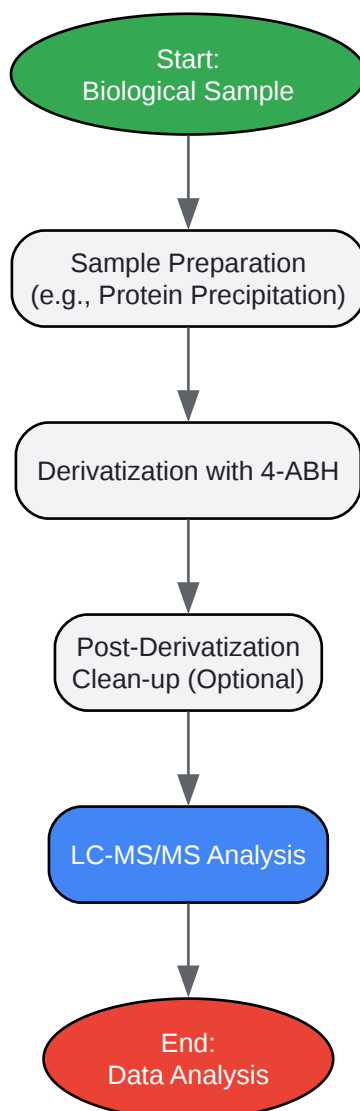 Start:
Biological Sample
Sample Preparation
(e.g., Protein Precipitation)
Derivatization with 4-ABH
Post-Derivatization
Clean-up (Optional)
LC-MS/MS Analysis
End:
Data Analysis